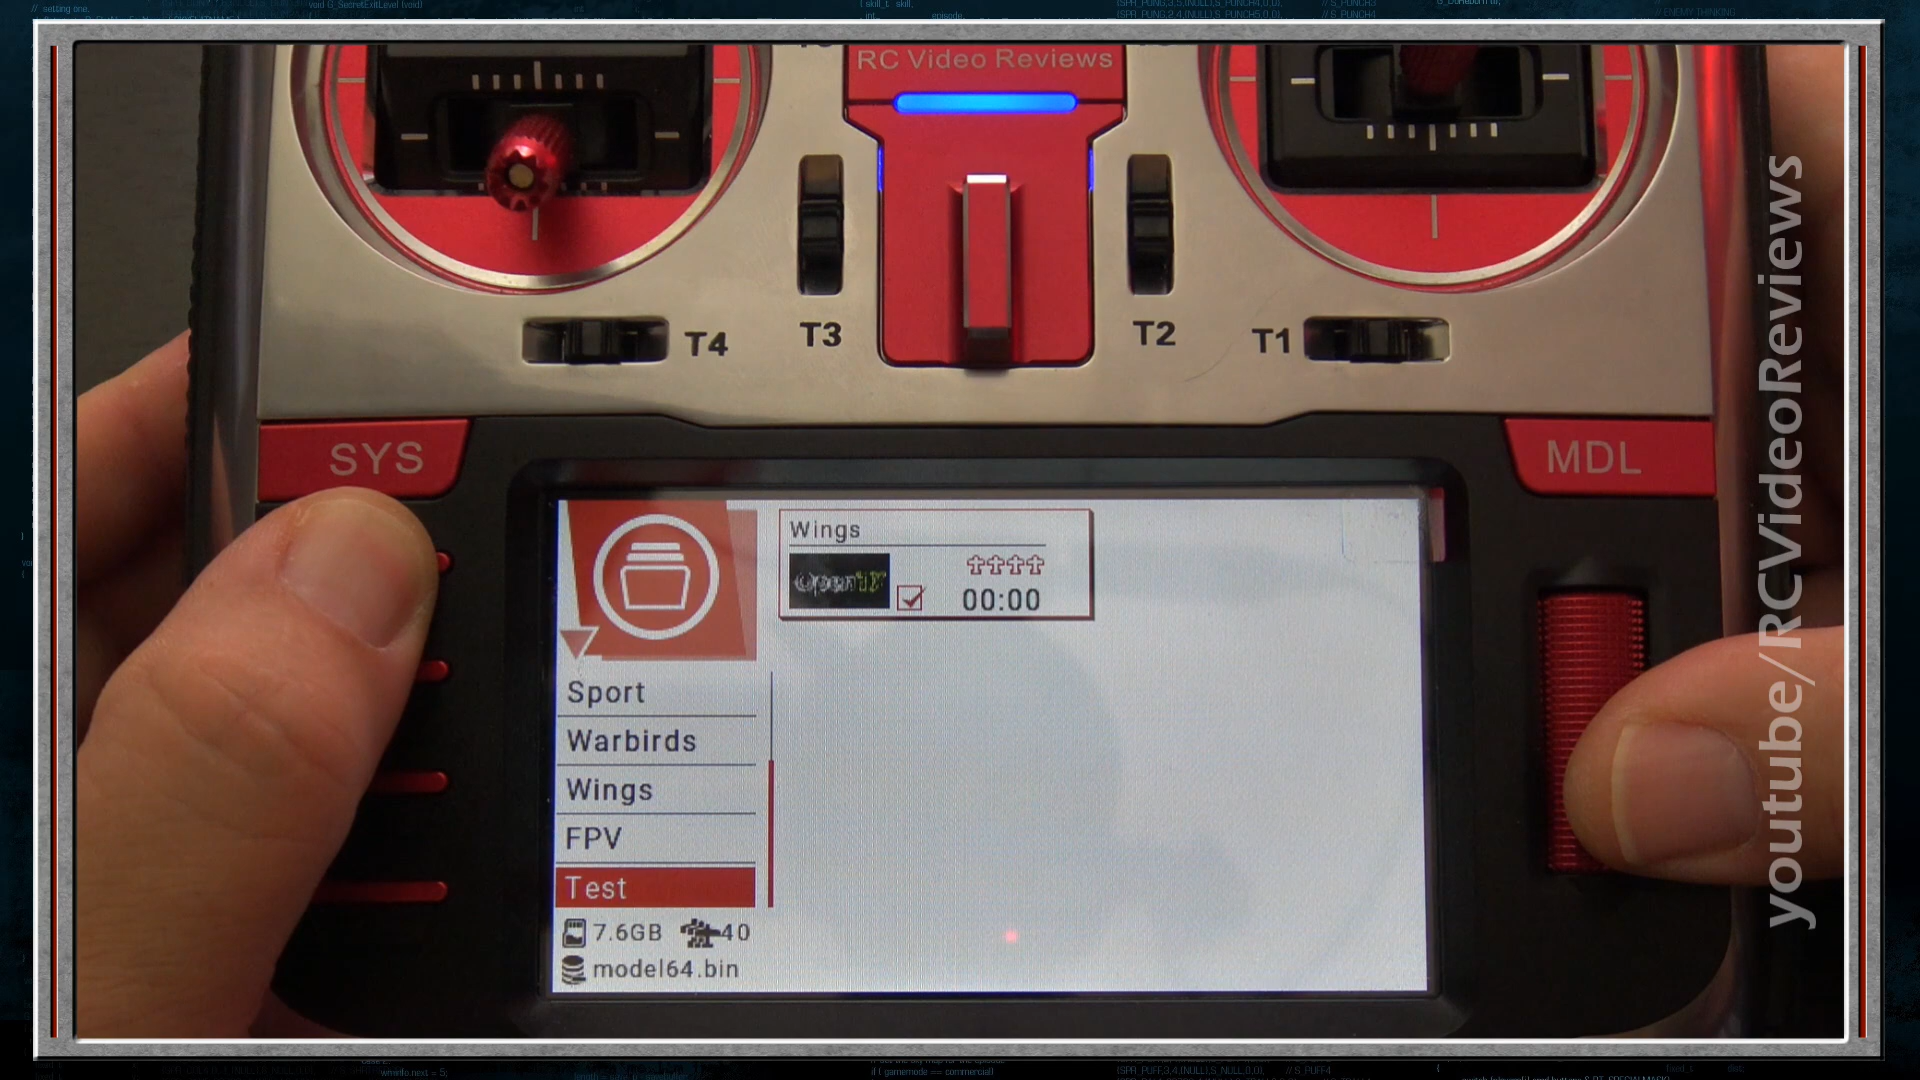 RC Video Reviews
T4
T3
T2
T1
SYS
MDL
Wings
OpenTX
00:00
Sport
Warbirds
Wings
FPV
Test
7.6GB
40
model64.bin
youtube/RCVideoReviews